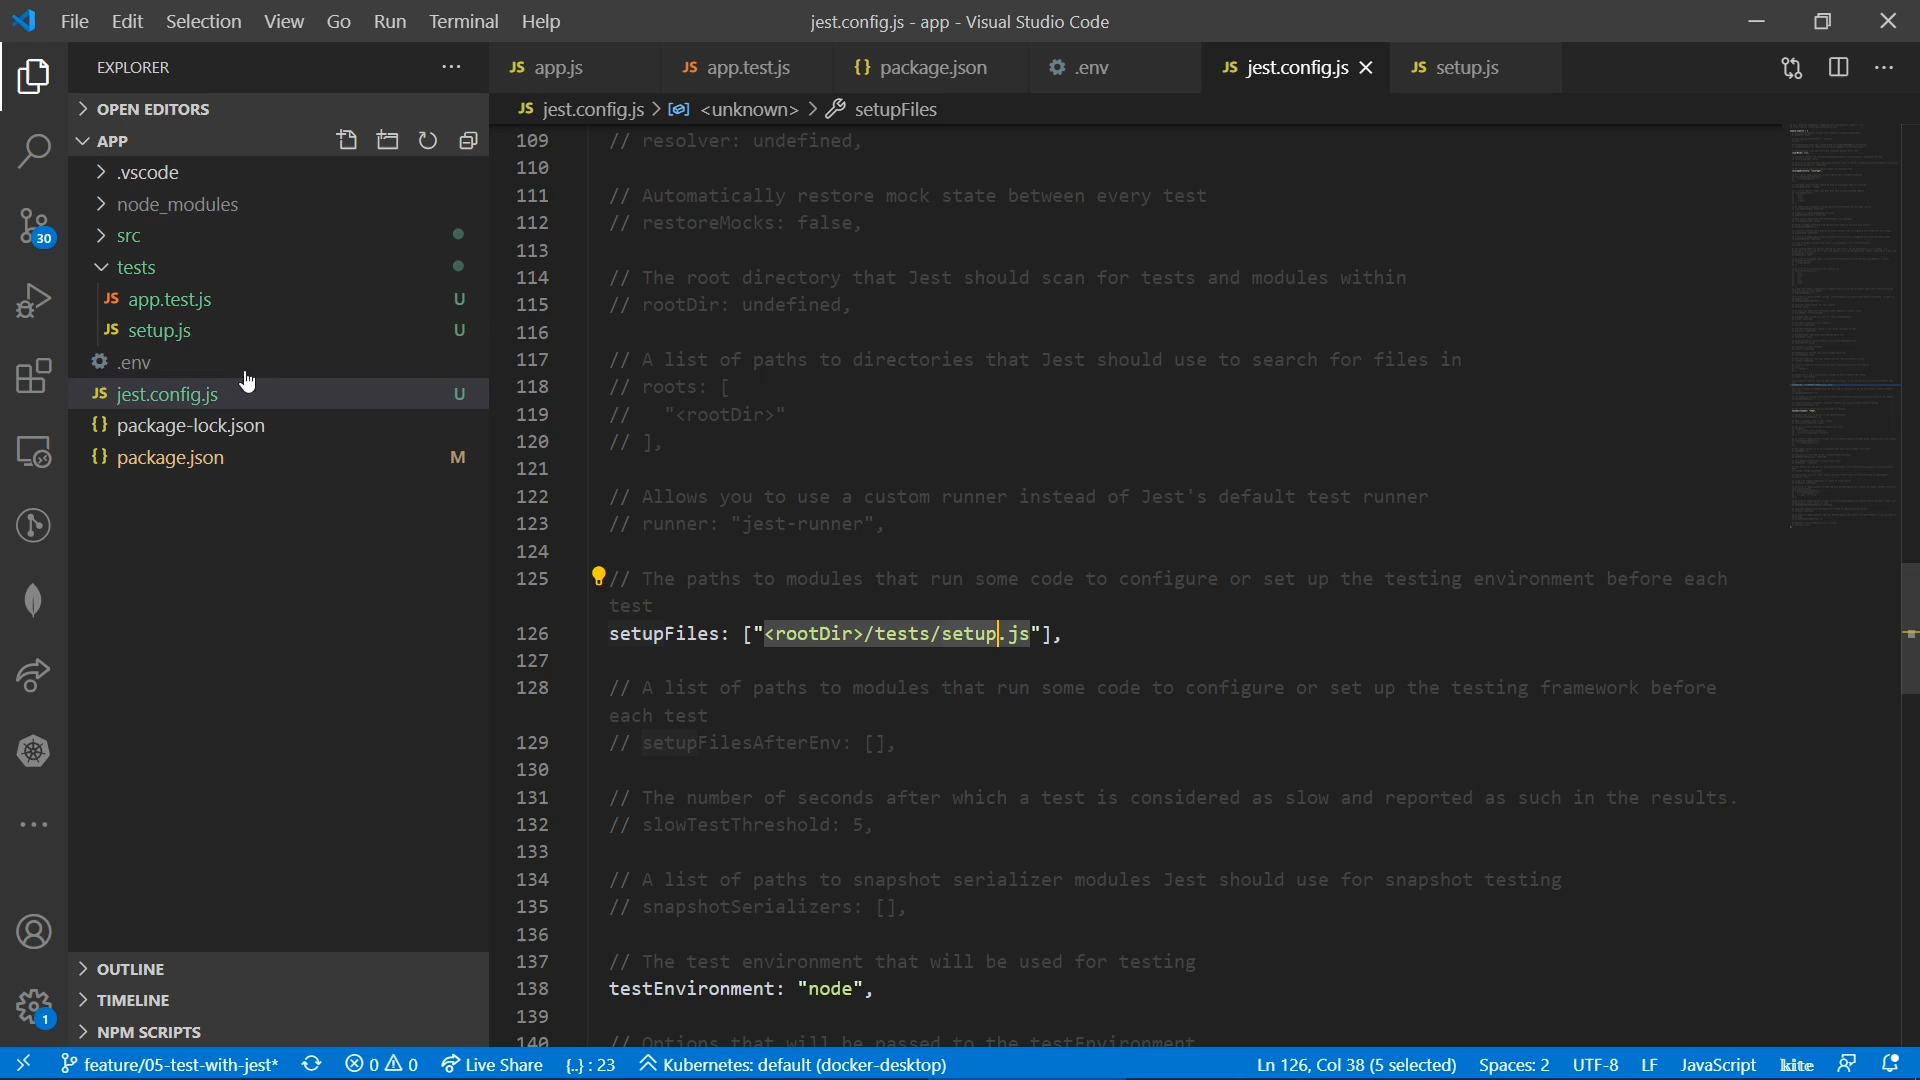 File Edit Selection View Go Run Terminal Help
jest.config.js - app - Visual Studio Code
EXPLORER
OPEN EDITORS
APP
.vscode
node_modules
src
tests
JS app.test.js U
JS setup.js U
.env
JS jest.config.js U
{} package-lock.json
{} package.json M
OUTLINE
TIMELINE
NPM SCRIPTS
30
1
JS app.js JS app.test.js {} package.json .env JS jest.config.js JS setup.js
JS jest.config.js > <unknown> > setupFiles
109 // resolver: undefined,
110
111 // Automatically restore mock state between every test
112 // restoreMocks: false,
113
114 // The root directory that Jest should scan for tests and modules within
115 // rootDir: undefined,
116
117 // A list of paths to directories that Jest should use to search for files in
118 // roots: [
119 //   "<rootDir>"
120 // ],
121
122 // Allows you to use a custom runner instead of Jest's default test runner
123 // runner: "jest-runner",
124
125 // The paths to modules that run some code to configure or set up the testing environment before each
test
126 setupFiles: ["<rootDir>/tests/setup.js"],
127
128 // A list of paths to modules that run some code to configure or set up the testing framework before
each test
129 // setupFilesAfterEnv: [],
130
131 // The number of seconds after which a test is considered as slow and reported as such in the results.
132 // slowTestThreshold: 5,
133
134 // A list of paths to snapshot serializer modules Jest should use for snapshot testing
135 // snapshotSerializers: [],
136
137 // The test environment that will be used for testing
138 testEnvironment: "node",
139
140 // Options that will be passed to the testEnvironment
feature/05-test-with-jest* 0 0 Live Share {..} : 23 Kubernetes: default (docker-desktop) Ln 126, Col 38 (5 selected) Spaces: 2 UTF-8 LF JavaScript kite